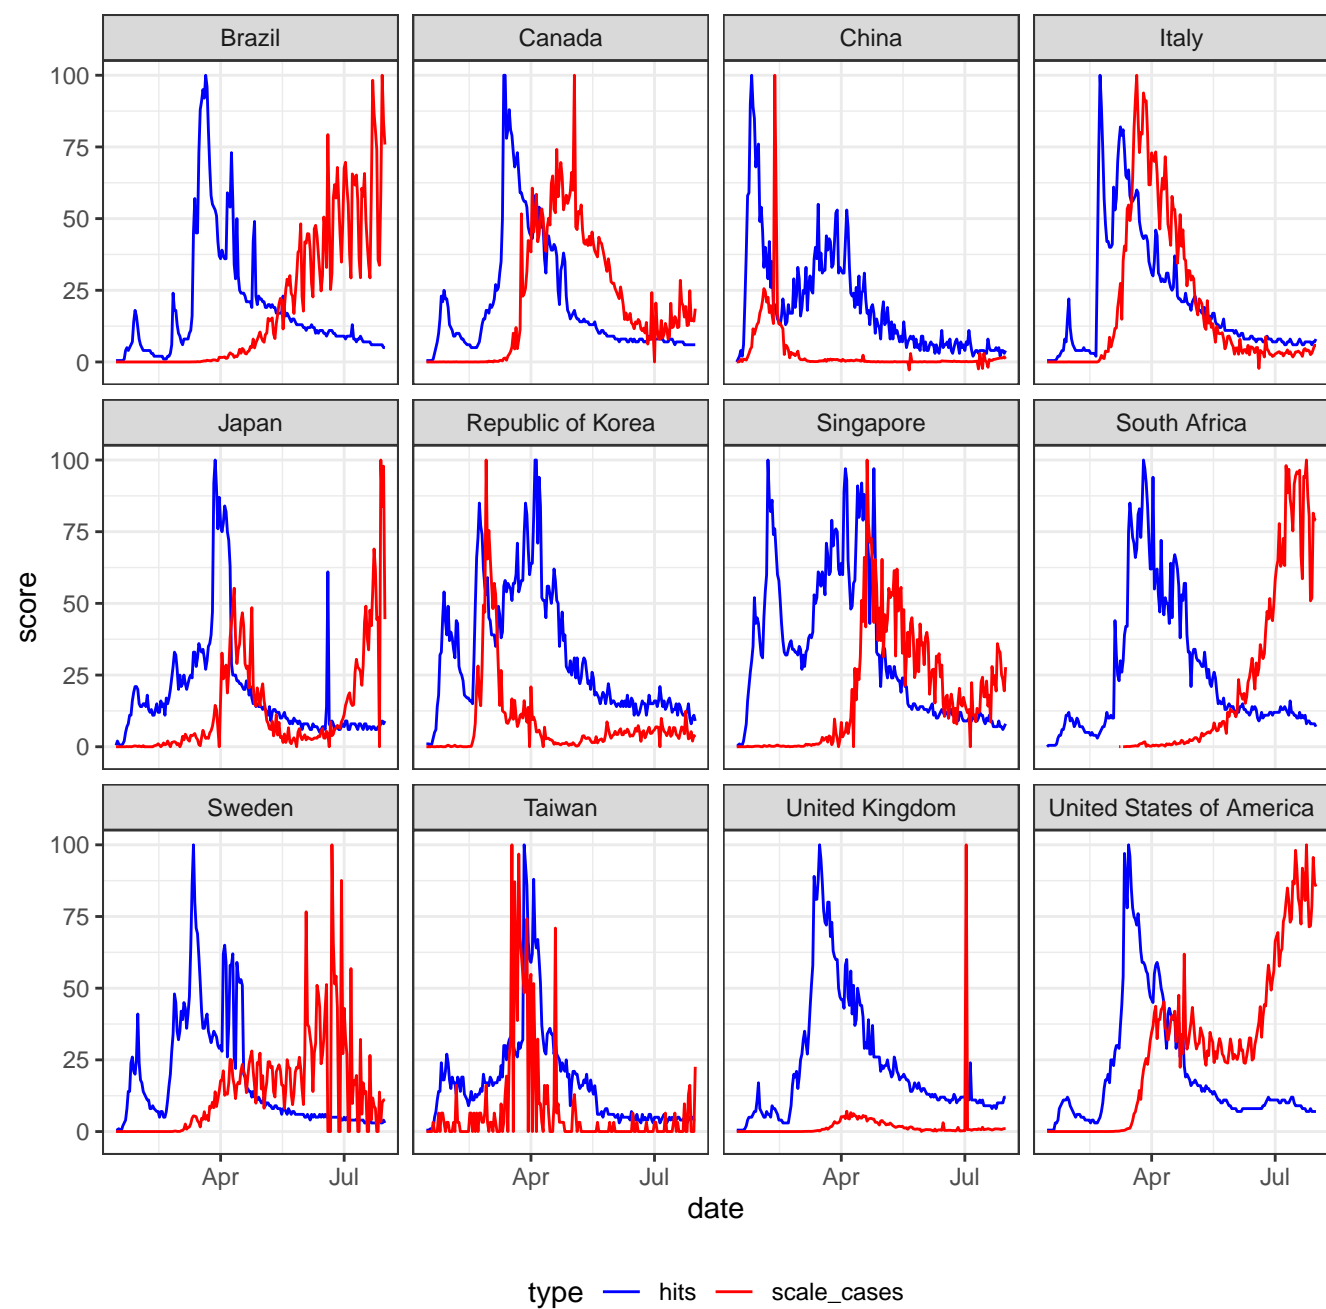 Brazil Canada China Italy
100
75
50
25
0
Japan Republic of Korea Singapore South Africa
100
75
50
25
0
score
Sweden Taiwan United Kingdom United States of America
100
75
50
25
0
Apr Jul Apr Jul Apr Jul Apr Jul
date
type hits scale_cases